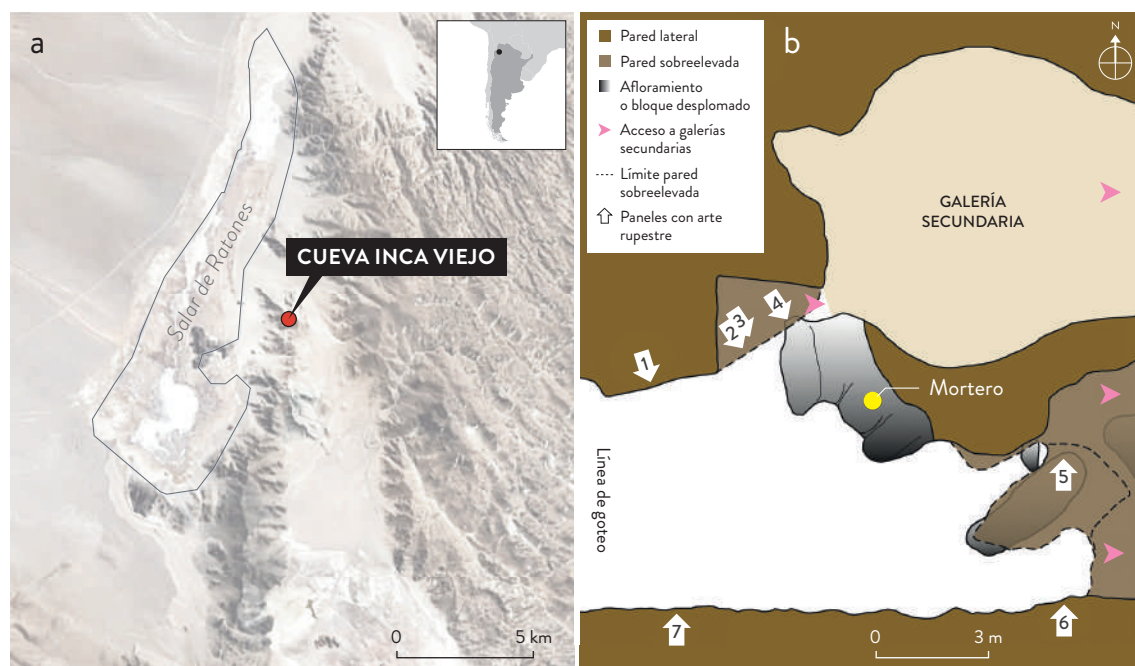 a
Salar de Ratones
CUEVA INCA VIEJO
0
5 km
b
Pared lateral
Pared sobreelevada
Afloramiento
o bloque desplomado
Acceso a galerías
secundarias
Límite pared
sobreelevada
Paneles con arte
rupestre
N
GALERÍA
SECUNDARIA
1
2
3
4
Mortero
Línea de goteo
5
6
7
0
3 m